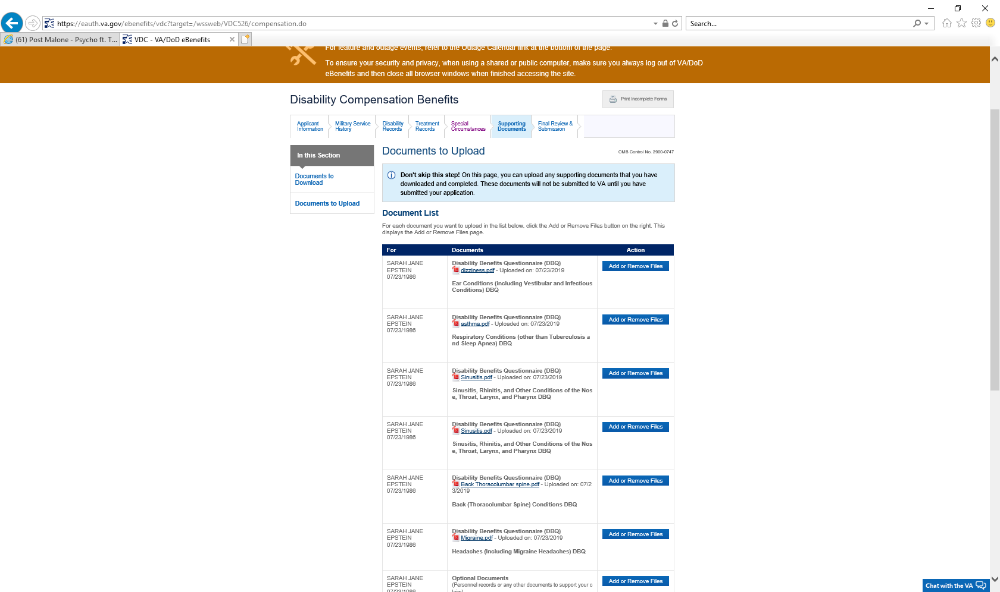 https://eauth.va.gov/ebenefits/vdc?target=/wssweb/VDC526/compensation.do
Search...
(61) Post Malone - Psycho ft. T...
VDC - VA/DoD eBenefits
For feature and outage events, refer to the Outage Calendar link at the bottom of the page.
To ensure your security and privacy, when using a shared or public computer, make sure you always log out of VA/DoD
eBenefits and then close all browser windows when finished accessing the site.
Disability Compensation Benefits
Print Incomplete Forms
Applicant
Information
Military Service
History
Disability
Records
Treatment
Records
Special
Circumstances
Supporting
Documents
Final Review &
Submission
In this Section
Documents to
Download
Documents to Upload
Documents to Upload
OMB Control No. 2900-0747
Don't skip this step! On this page, you can upload any supporting documents that you have
downloaded and completed. These documents will not be submitted to VA until you have
submitted your application.
Document List
For each document you want to upload in the list below, click the Add or Remove Files button on the right. This
displays the Add or Remove Files page.
For
Documents
Action
SARAH JANE
EPSTEIN
07/23/1986
Disability Benefits Questionnaire (DBQ)
dizziness.pdf - Uploaded on: 07/23/2019
Ear Conditions (including Vestibular and Infectious
Conditions) DBQ
Add or Remove Files
SARAH JANE
EPSTEIN
07/23/1986
Disability Benefits Questionnaire (DBQ)
asthma.pdf - Uploaded on: 07/23/2019
Respiratory Conditions (other than Tuberculosis a
nd Sleep Apnea) DBQ
Add or Remove Files
SARAH JANE
EPSTEIN
07/23/1986
Disability Benefits Questionnaire (DBQ)
Sinusitis.pdf - Uploaded on: 07/23/2019
Sinusitis, Rhinitis, and Other Conditions of the Nos
e, Throat, Larynx, and Pharynx DBQ
Add or Remove Files
SARAH JANE
EPSTEIN
07/23/1986
Disability Benefits Questionnaire (DBQ)
Sinusitis.pdf - Uploaded on: 07/23/2019
Sinusitis, Rhinitis, and Other Conditions of the Nos
e, Throat, Larynx, and Pharynx DBQ
Add or Remove Files
SARAH JANE
EPSTEIN
07/23/1986
Disability Benefits Questionnaire (DBQ)
Back Thoracolumbar spine.pdf - Uploaded on: 07/2
3/2019
Back (Thoracolumbar Spine) Conditions DBQ
Add or Remove Files
SARAH JANE
EPSTEIN
07/23/1986
Disability Benefits Questionnaire (DBQ)
Migraine.pdf - Uploaded on: 07/23/2019
Headaches (Including Migraine Headaches) DBQ
Add or Remove Files
SARAH JANE
EPSTEIN
07/23/1986
Optional Documents
(Personnel records or any other documents to support your c
laim)
Add or Remove Files
Chat with the VA